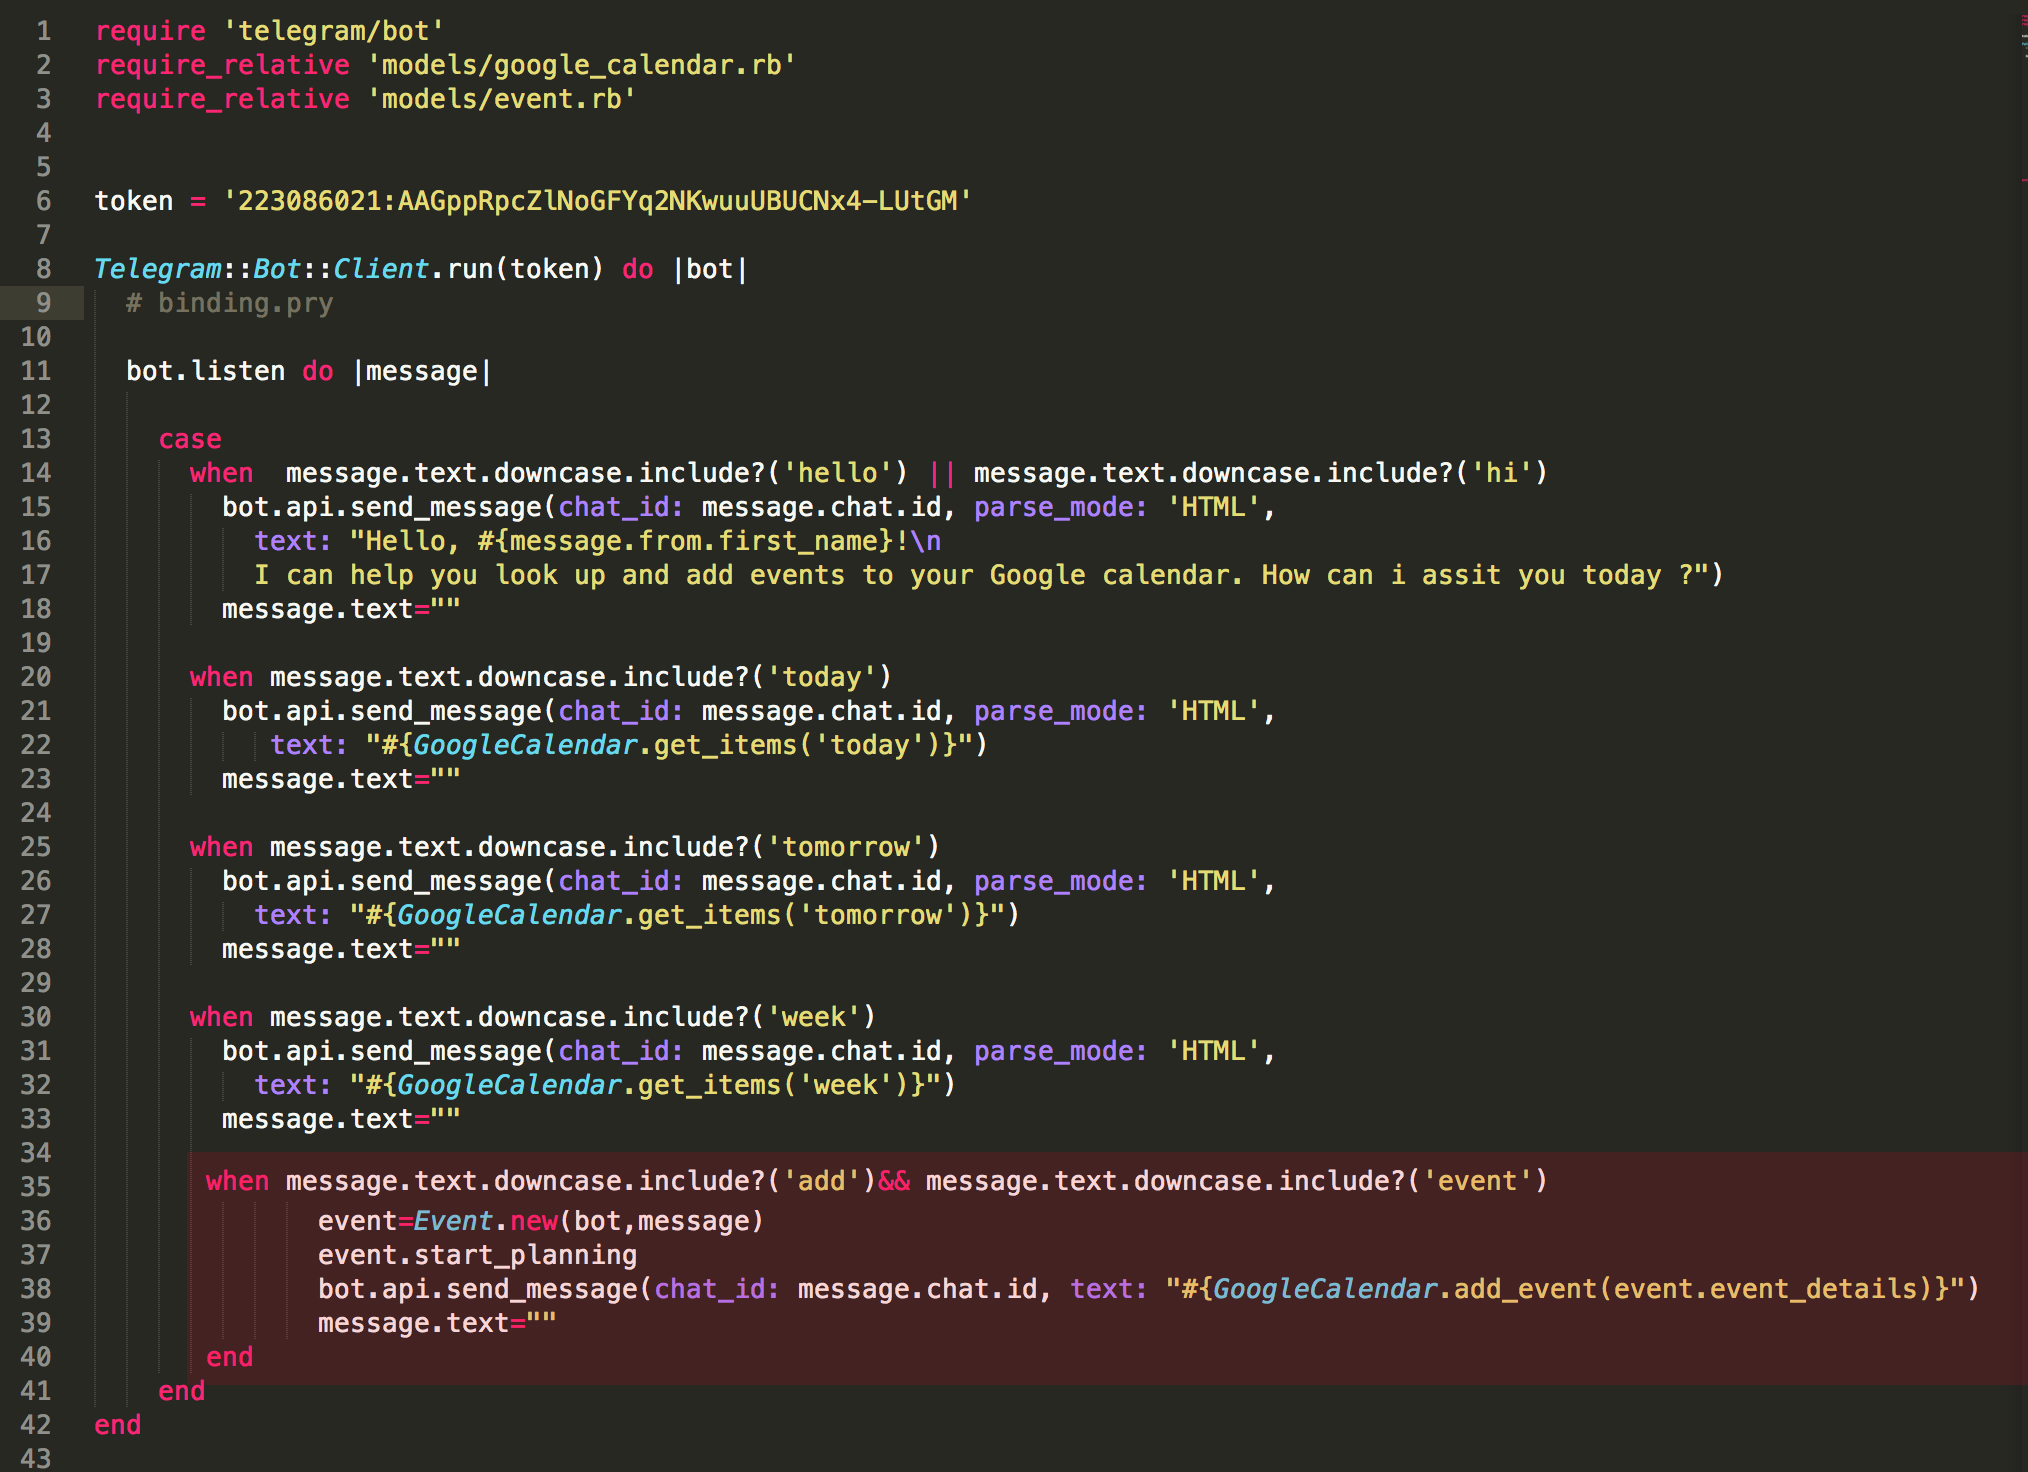 1 require 'telegram/bot'
2 require_relative 'models/google_calendar.rb'
3 require_relative 'models/event.rb'
4
5
6 token = '223086021:AAGppRpcZlNoGFYq2NKwuuUBUCNx4-LUtGM'
7
8 Telegram::Bot::Client.run(token) do |bot|
9 # binding.pry
10
11 bot.listen do |message|
12
13 case
14 when  message.text.downcase.include?('hello') || message.text.downcase.include?('hi')
15 bot.api.send_message(chat_id: message.chat.id, parse_mode: 'HTML',
16 text: "Hello, #{message.from.first_name}!\n
17 I can help you look up and add events to your Google calendar. How can i assit you today ?")
18 message.text=""
19
20 when message.text.downcase.include?('today')
21 bot.api.send_message(chat_id: message.chat.id, parse_mode: 'HTML',
22 text: "#{GoogleCalendar.get_items('today')}")
23 message.text=""
24
25 when message.text.downcase.include?('tomorrow')
26 bot.api.send_message(chat_id: message.chat.id, parse_mode: 'HTML',
27 text: "#{GoogleCalendar.get_items('tomorrow')}")
28 message.text=""
29
30 when message.text.downcase.include?('week')
31 bot.api.send_message(chat_id: message.chat.id, parse_mode: 'HTML',
32 text: "#{GoogleCalendar.get_items('week')}")
33 message.text=""
34
35 when message.text.downcase.include?('add')&& message.text.downcase.include?('event')
36 event=Event.new(bot,message)
37 event.start_planning
38 bot.api.send_message(chat_id: message.chat.id, text: "#{GoogleCalendar.add_event(event.event_details)}")
39 message.text=""
40 end
41 end
42 end
43